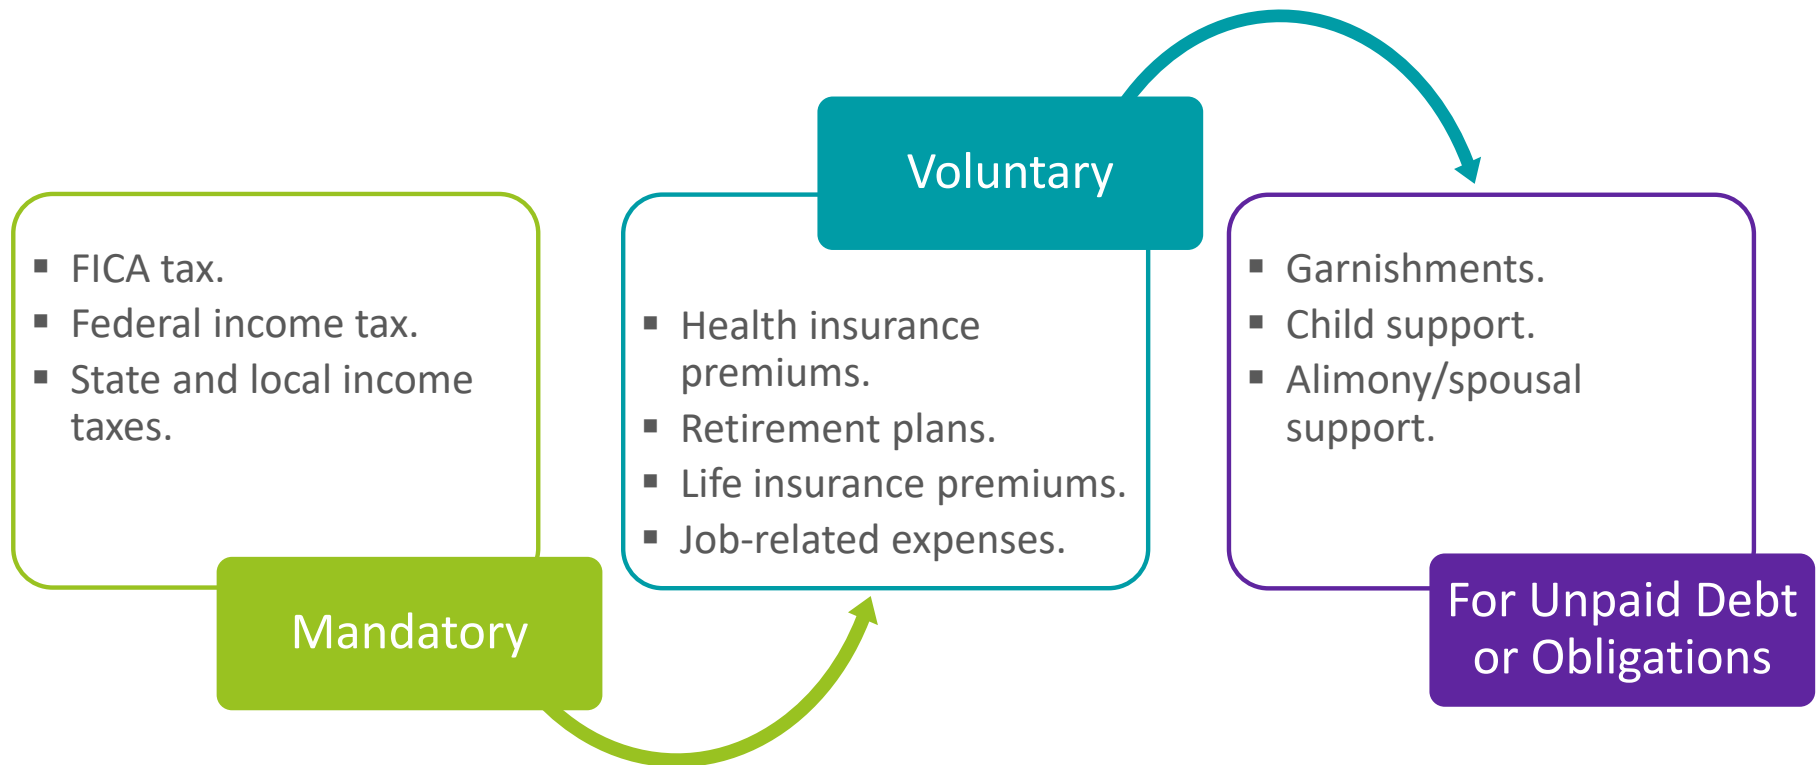 ▪ FICA tax.
▪ Federal income tax.
▪ State and local income
taxes.
Mandatory
Voluntary
▪ Health insurance
premiums.
▪ Retirement plans.
▪ Life insurance premiums.
▪ Job-related expenses.
▪ Garnishments.
▪ Child support.
▪ Alimony/spousal
support.
For Unpaid Debt
or Obligations